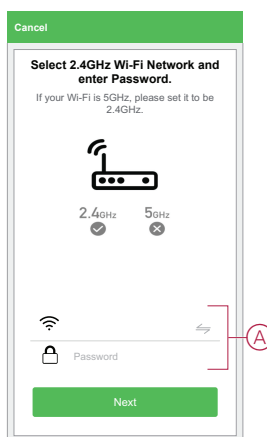 Cancel
Select 2.4GHz Wi-Fi Network and
enter Password.
If your Wi-Fi is 5GHz, please set it to be
2.4GHz.
2.4GHz 5GHz
Password
A
Next